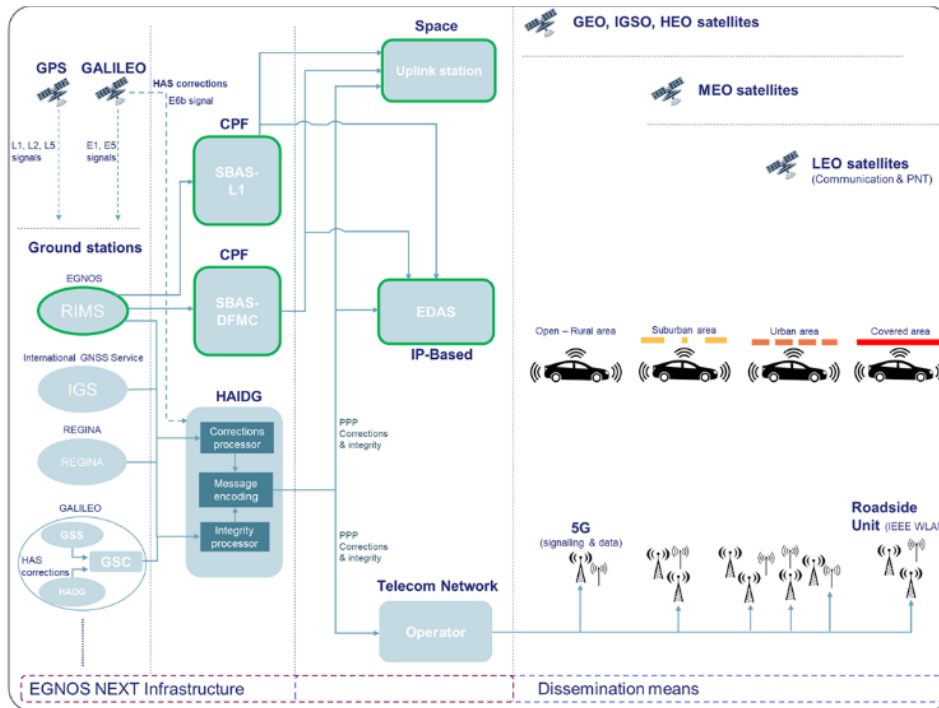 GPS
GALILEO
HAS corrections
E6b signal
L1, L2, L5
signals
E1, E5
signals
Ground stations
EGNOS
RIMS
International GNSS Service
IGS
REGINA
REGINA
GALILEO
GSS
GSC
HAS
corrections
HADG
CPF
SBAS-
L1
CPF
SBAS-
DFMC
HAIDG
Corrections
processor
Message
encoding
Integrity
processor
Space
Uplink station
EDAS
IP-Based
PPP
Corrections
& integrity
PPP
Corrections
& integrity
Telecom Network
Operator
GEO, IGSO, HEO satellites
MEO satellites
LEO satellites
(Communication & PNT)
Open – Rural area
Suburban area
Urban area
Covered area
5G
(signalling & data)
Roadside
Unit (IEEE WLAN
EGNOS NEXT Infrastructure
Dissemination means